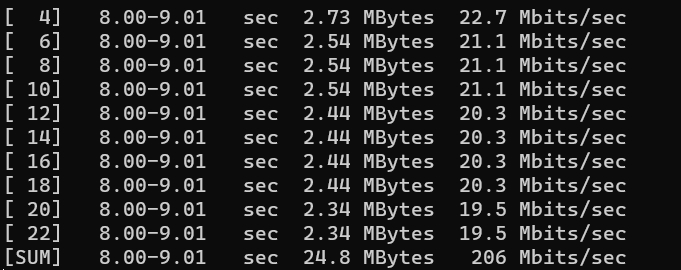 [  4]   8.00-9.01   sec  2.73 MBytes  22.7 Mbits/sec
[  6]   8.00-9.01   sec  2.54 MBytes  21.1 Mbits/sec
[  8]   8.00-9.01   sec  2.54 MBytes  21.1 Mbits/sec
[ 10]   8.00-9.01   sec  2.54 MBytes  21.1 Mbits/sec
[ 12]   8.00-9.01   sec  2.44 MBytes  20.3 Mbits/sec
[ 14]   8.00-9.01   sec  2.44 MBytes  20.3 Mbits/sec
[ 16]   8.00-9.01   sec  2.44 MBytes  20.3 Mbits/sec
[ 18]   8.00-9.01   sec  2.44 MBytes  20.3 Mbits/sec
[ 20]   8.00-9.01   sec  2.34 MBytes  19.5 Mbits/sec
[ 22]   8.00-9.01   sec  2.34 MBytes  19.5 Mbits/sec
[SUM]   8.00-9.01   sec  24.8 MBytes   206 Mbits/sec